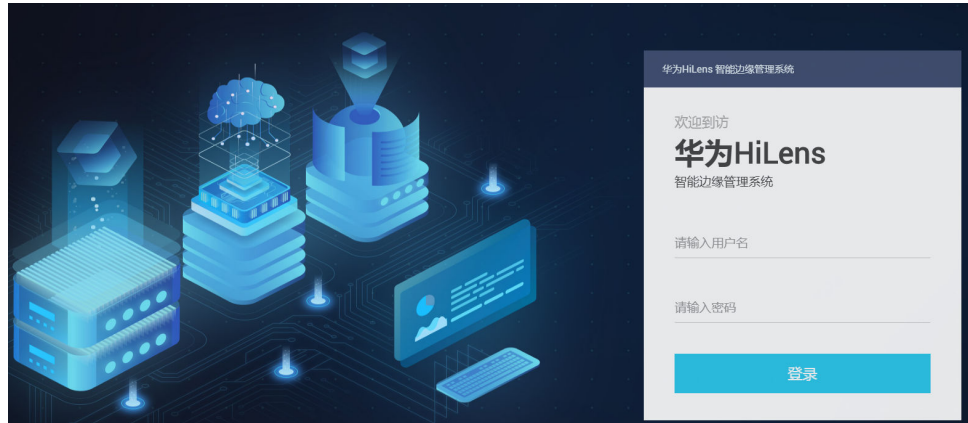 华为HiLens 智能边缘管理系统
欢迎到访
华为HiLens
智能边缘管理系统
请输入用户名
请输入密码
登录